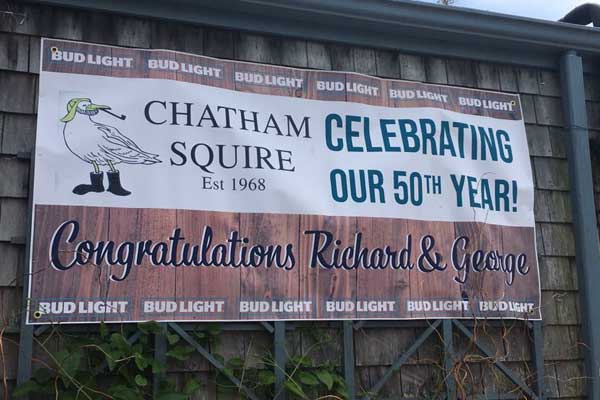 BUD LIGHT BUD LIGHT BUD LIGHT BUD LIGHT BUD LIGHT BUD LIGHT
CHATHAM
SQUIRE
Est 1968
CELEBRATING
OUR 50TH YEAR!
Congratulations Richard & George
BUD LIGHT BUD LIGHT BUD LIGHT BUD LIGHT BUD LIGHT BUD LIGHT